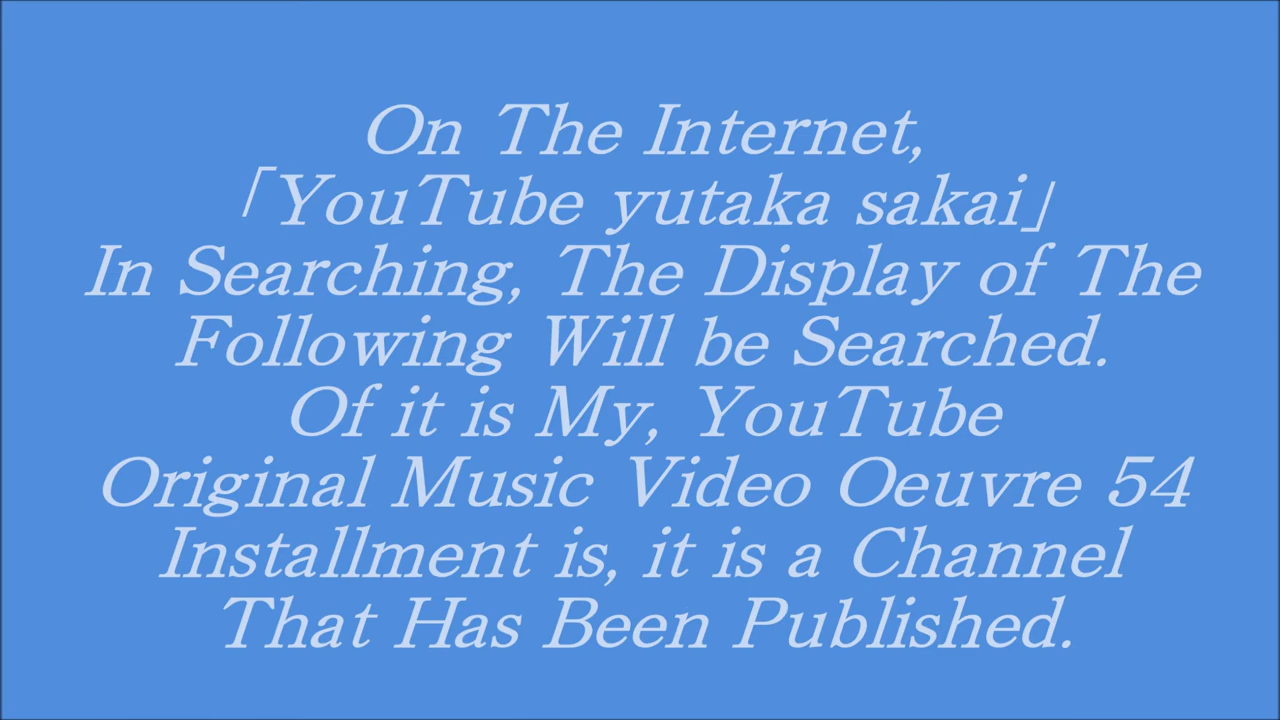 On The Internet,
｢YouTube yutaka sakai｣
In Searching, The Display of The
Following Will be Searched.
Of it is My, YouTube
Original Music Video Oeuvre 54
Installment is, it is a Channel
That Has Been Published.